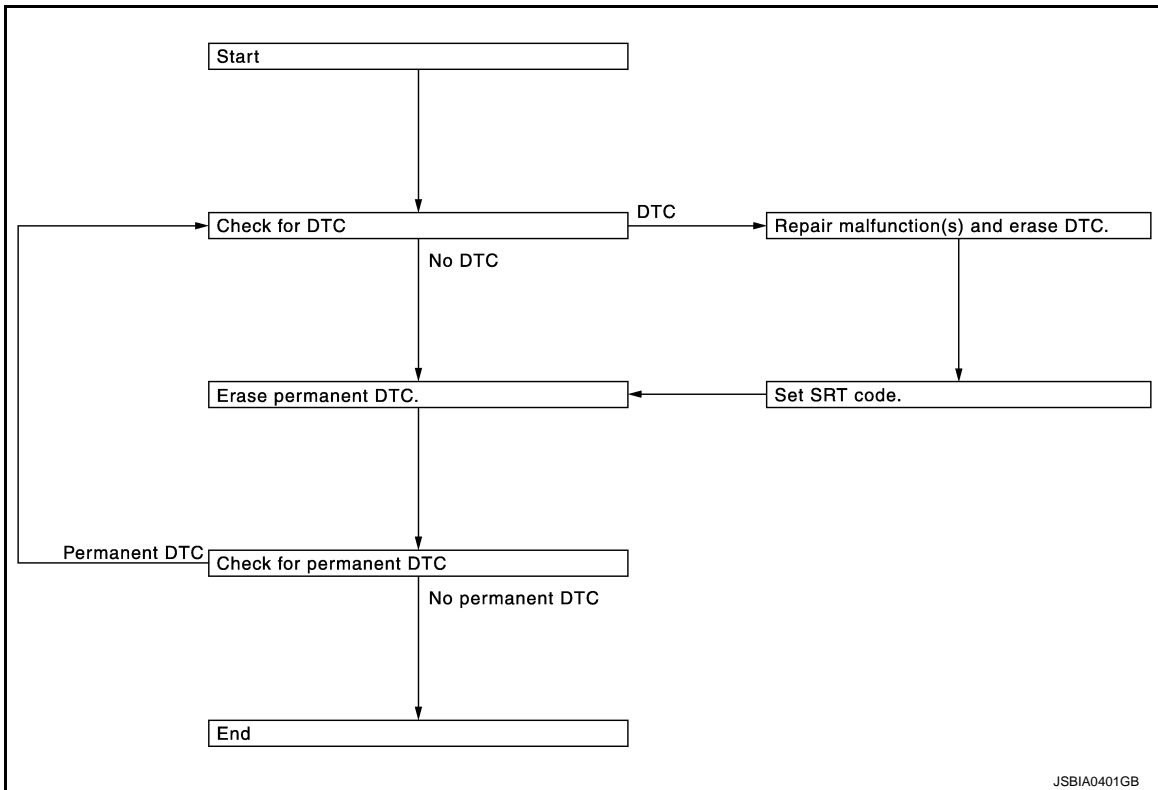 Start
Check for DTC
DTC
Repair malfunction(s) and erase DTC.
No DTC
Erase permanent DTC.
Set SRT code.
Permanent DTC
Check for permanent DTC
No permanent DTC
End
JSBIA0401GB